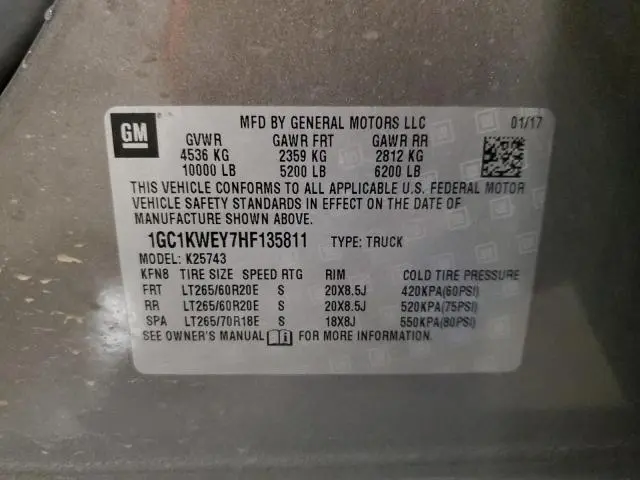 GM
MFD BY GENERAL MOTORS LLC 01/17
GVWR GAWR FRT GAWR RR
4536 KG 2359 KG 2812 KG
10000 LB 5200 LB 6200 LB
THIS VEHICLE CONFORMS TO ALL APPLICABLE U.S. FEDERAL MOTOR
VEHICLE SAFETY STANDARDS IN EFFECT ON THE DATE OF
MANUFACTURE SHOWN ABOVE.
1GC1KWEY7HF135811 TYPE: TRUCK
MODEL: K25743
KFN8 TIRE SIZE SPEED RTG RIM COLD TIRE PRESSURE
FRT LT265/60R20E S 20X8.5J 420KPA(60PSI)
RR LT265/60R20E S 20X8.5J 520KPA(75PSI)
SPA LT265/70R18E S 18X8J 550KPA(80PSI)
SEE OWNER'S MANUAL i FOR MORE INFORMATION.